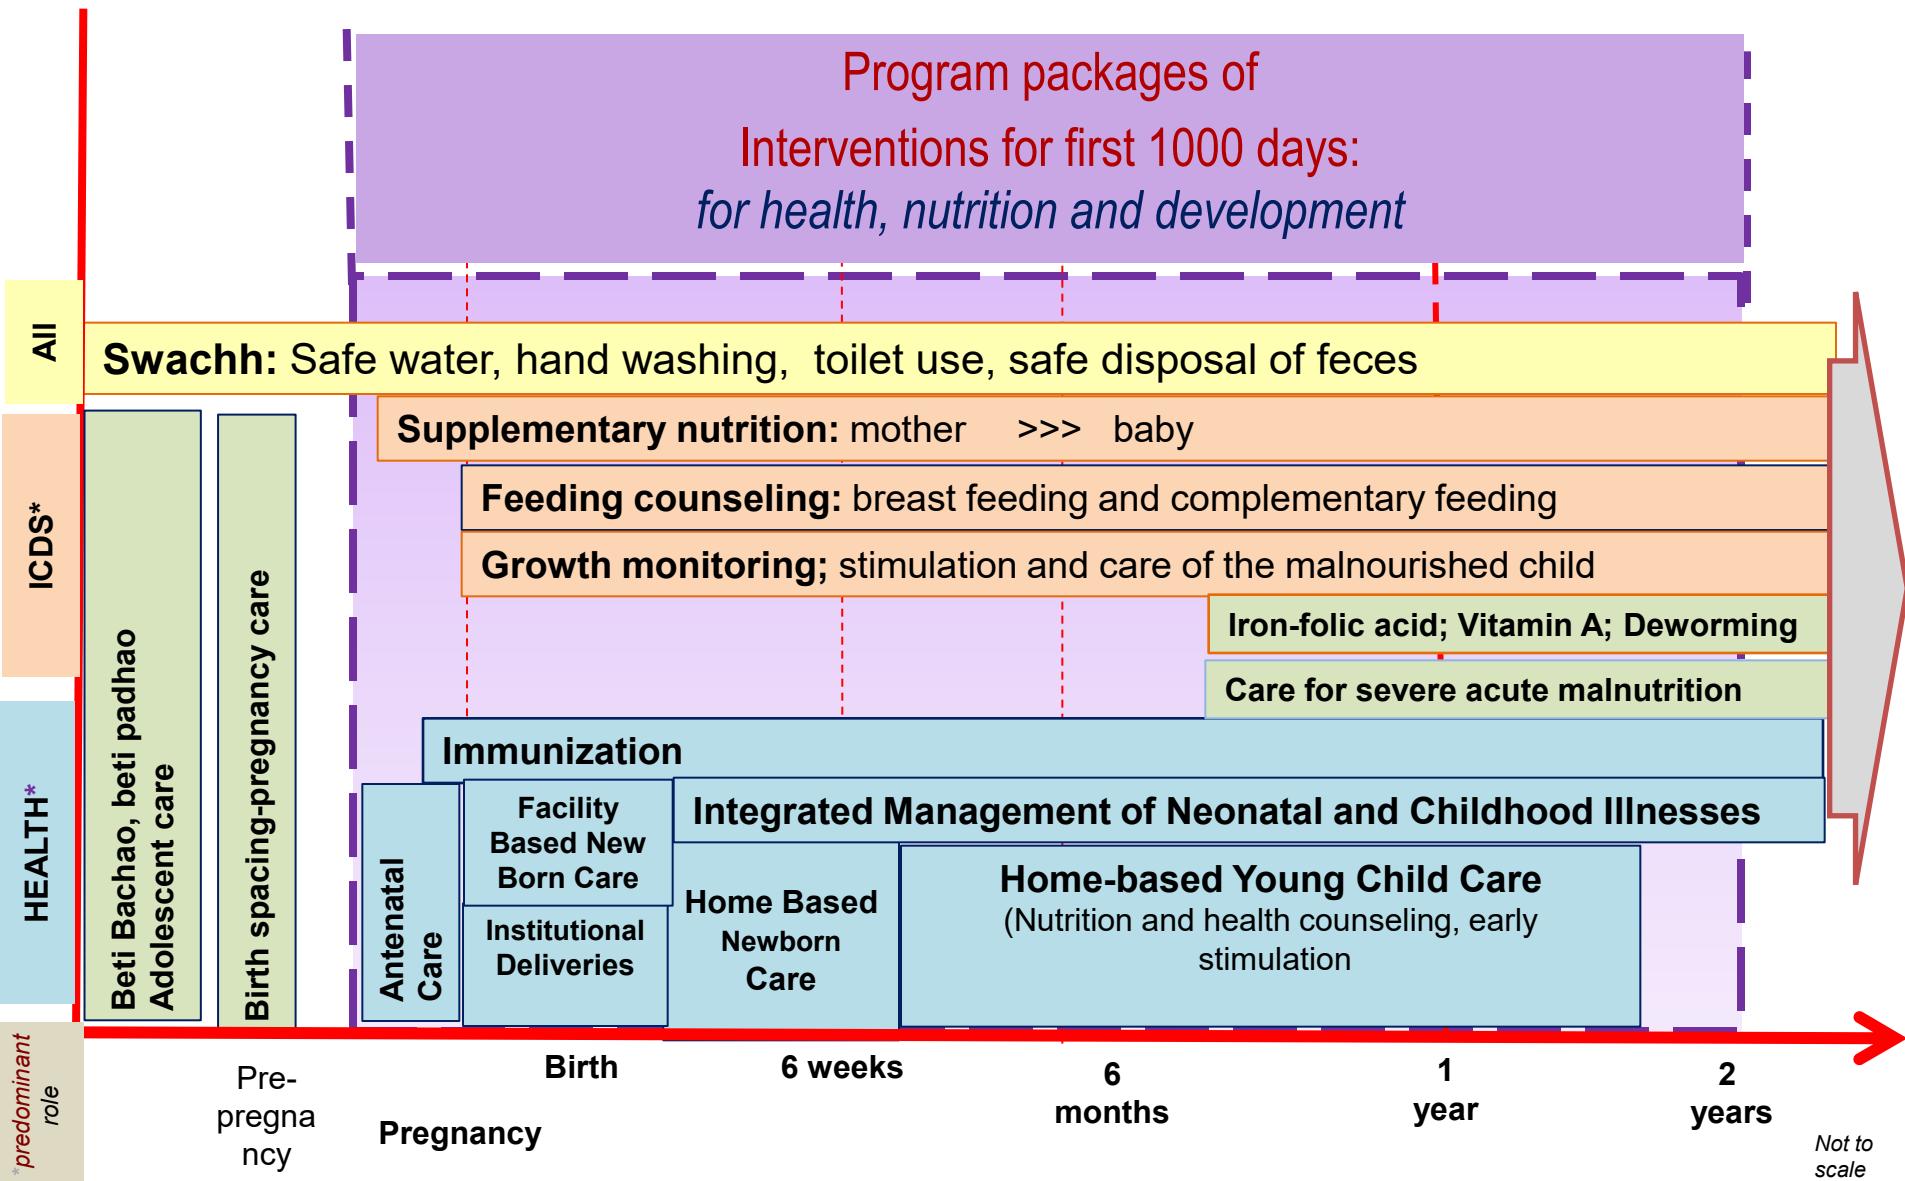 Program packages of
Interventions for first 1000 days:
for health, nutrition and development
All
Swachh: Safe water, hand washing, toilet use, safe disposal of feces
ICDS*
Supplementary nutrition: mother >>> baby
Feeding counseling: breast feeding and complementary feeding
Growth monitoring; stimulation and care of the malnourished child
Iron-folic acid; Vitamin A; Deworming
Care for severe acute malnutrition
Beti Bachao, beti padhao
Adolescent care
Birth spacing-pregnancy care
HEALTH*
Immunization
Antenatal
Care
Facility
Based New
Born Care
Institutional
Deliveries
Integrated Management of Neonatal and Childhood Illnesses
Home Based
Newborn
Care
Home-based Young Child Care
(Nutrition and health counseling, early
stimulation
*predominant
role
Pre-
pregna
ncy
Pregnancy
Birth
6 weeks
6
months
1
year
2
years
Not to
scale